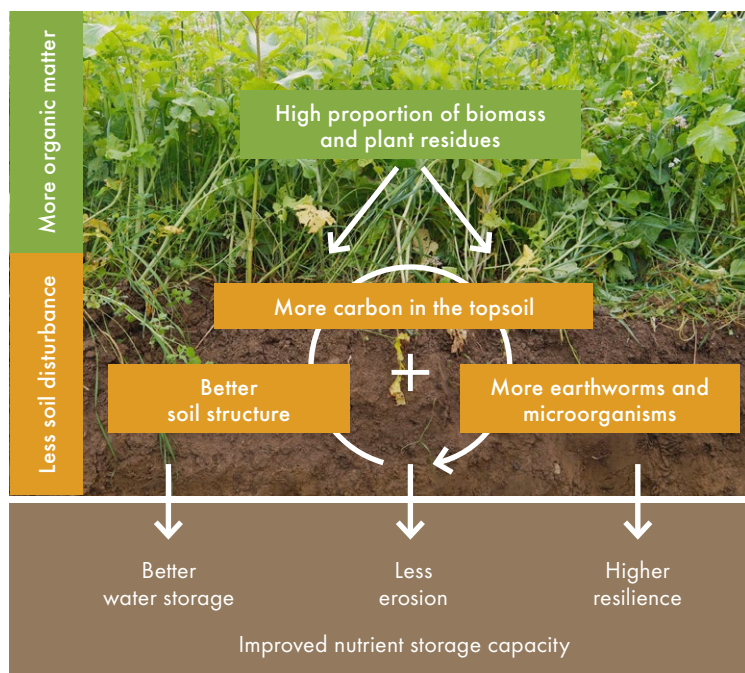 More organic matter
High proportion of biomass
and plant residues
Less soil disturbance
More carbon in the topsoil
Better
soil structure
More earthworms and
microorganisms
Better
water storage
Less
erosion
Higher
resilience
Improved nutrient storage capacity